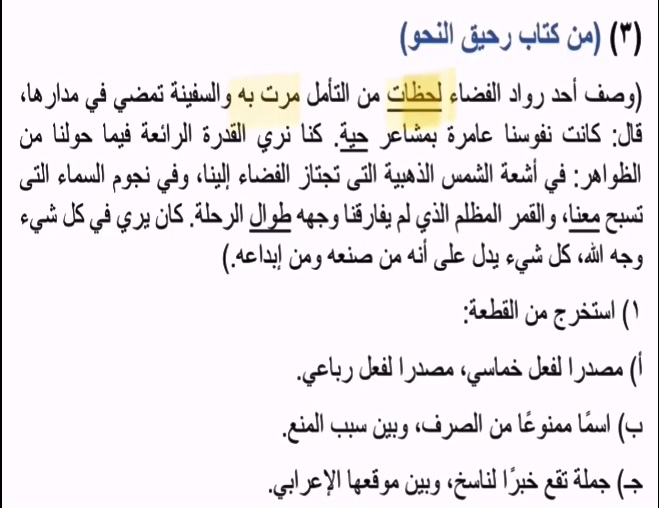 (٣) (من كتاب رحيق النحو)
(وصف أحد رواد الفضاء لحظات من التأمل مرت به والسفينة تمضي في مدارها،
قال: كانت نفوسنا عامرة بمشاعر حية. كنا نري القدرة الرائعة فيما حولنا من
الظواهر: في أشعة الشمس الذهبية التى تجتاز الفضاء إلينا، وفي نجوم السماء التى
تسبح معنا، والقمر المظلم الذي لم يفارقنا وجهه طوال الرحلة. كان يري في كل شيء
وجه الله، كل شيء يدل على أنه من صنعه ومن إبداعه.)
١) استخرج من القطعة:
أ) مصدرا لفعل خماسي، مصدرا لفعل رباعي.
ب) اسمًا ممنوعًا من الصرف، وبين سبب المنع.
جـ) جملة تقع خبرًا لناسخ، وبين موقعها الإعرابي.